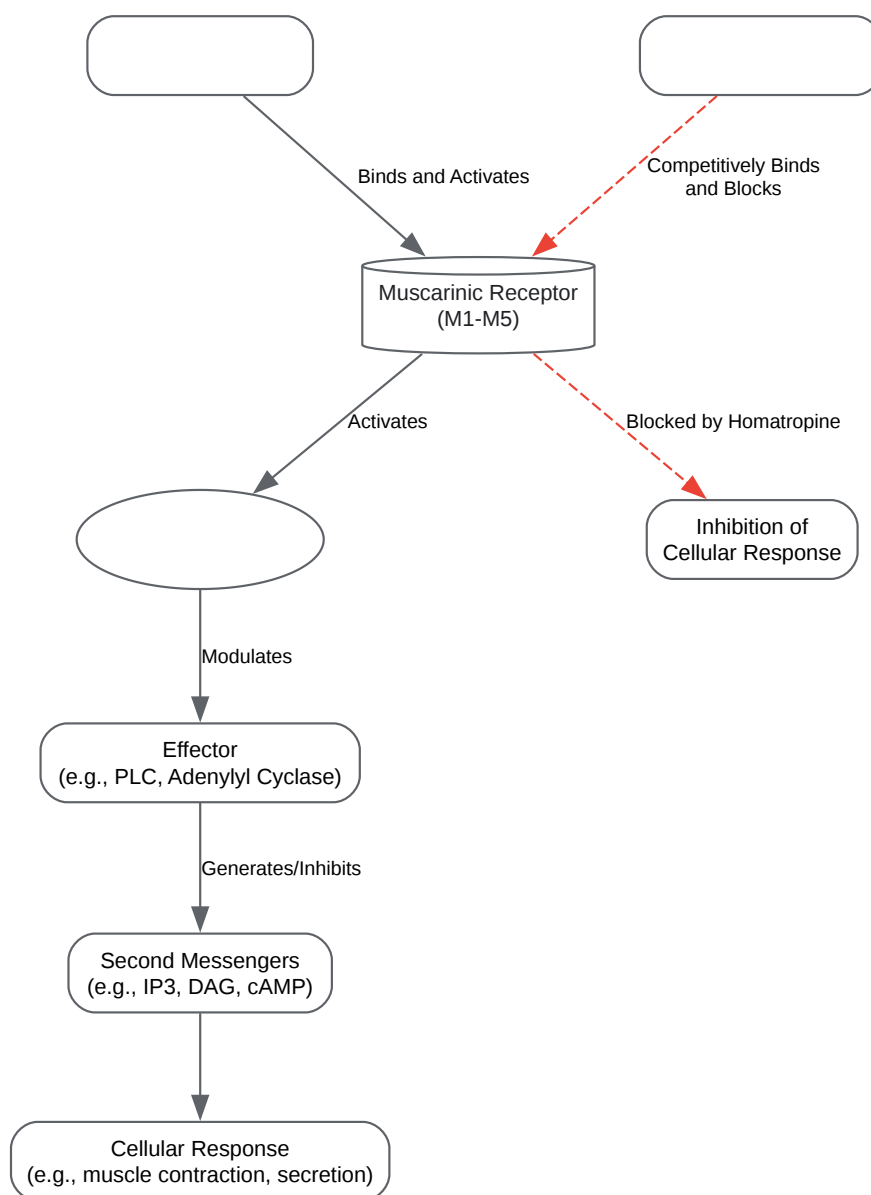 Binds and Activates
Competitively Binds
and Blocks
Muscarinic Receptor
(M1-M5)
Activates
Blocked by Homatropine
Inhibition of
Cellular Response
Modulates
Effector
(e.g., PLC, Adenylyl Cyclase)
Generates/Inhibits
Second Messengers
(e.g., IP3, DAG, cAMP)
Cellular Response
(e.g., muscle contraction, secretion)